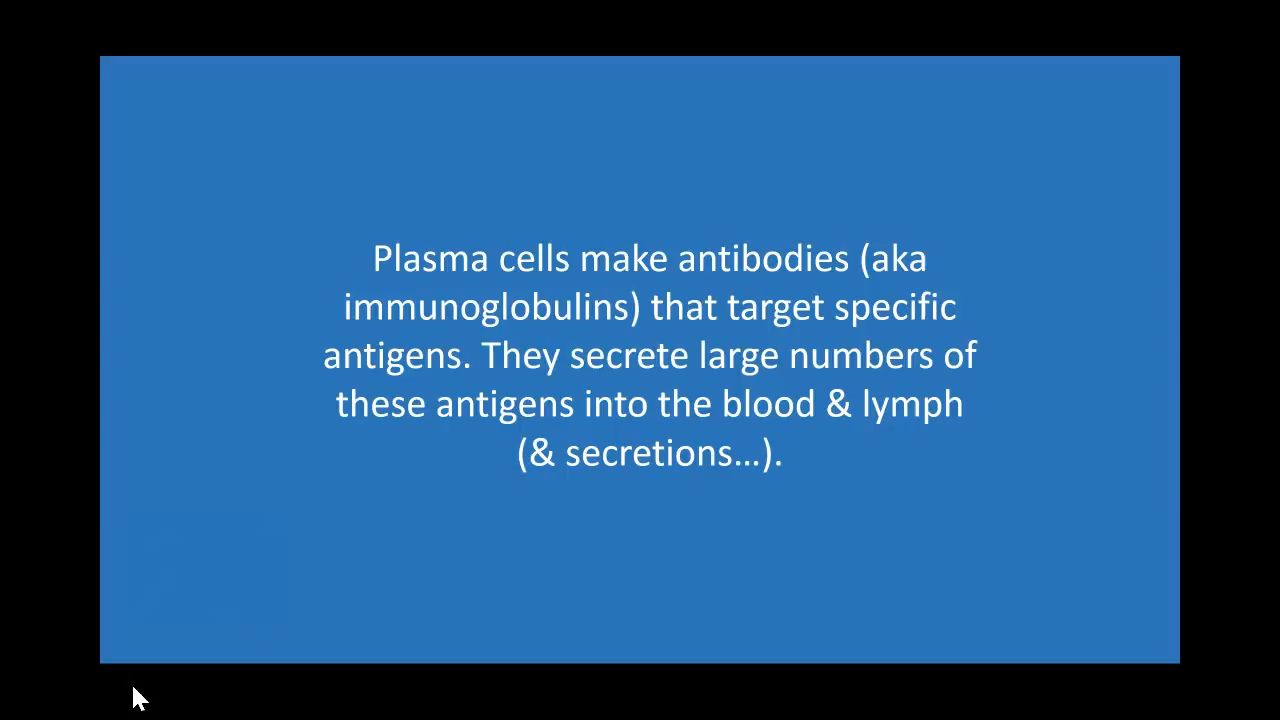 Plasma cells make antibodies (aka
immunoglobulins) that target specific
antigens. They secrete large numbers of
these antigens into the blood & lymph
(& secretions…).